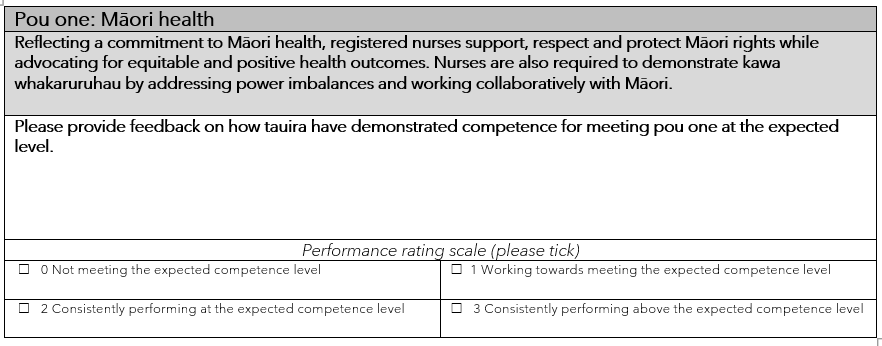 Pou one: Māori health
Reflecting a commitment to Māori health, registered nurses support, respect and protect Māori rights while
advocating for equitable and positive health outcomes. Nurses are also required to demonstrate kawa
whakaruruhau by addressing power imbalances and working collaboratively with Māori.
Please provide feedback on how tauira have demonstrated competence for meeting pou one at the expected
level.
Performance rating scale (please tick)
☐ 0 Not meeting the expected competence level
☐ 1 Working towards meeting the expected competence level
☐ 2 Consistently performing at the expected competence level
☐ 3 Consistently performing above the expected competence level